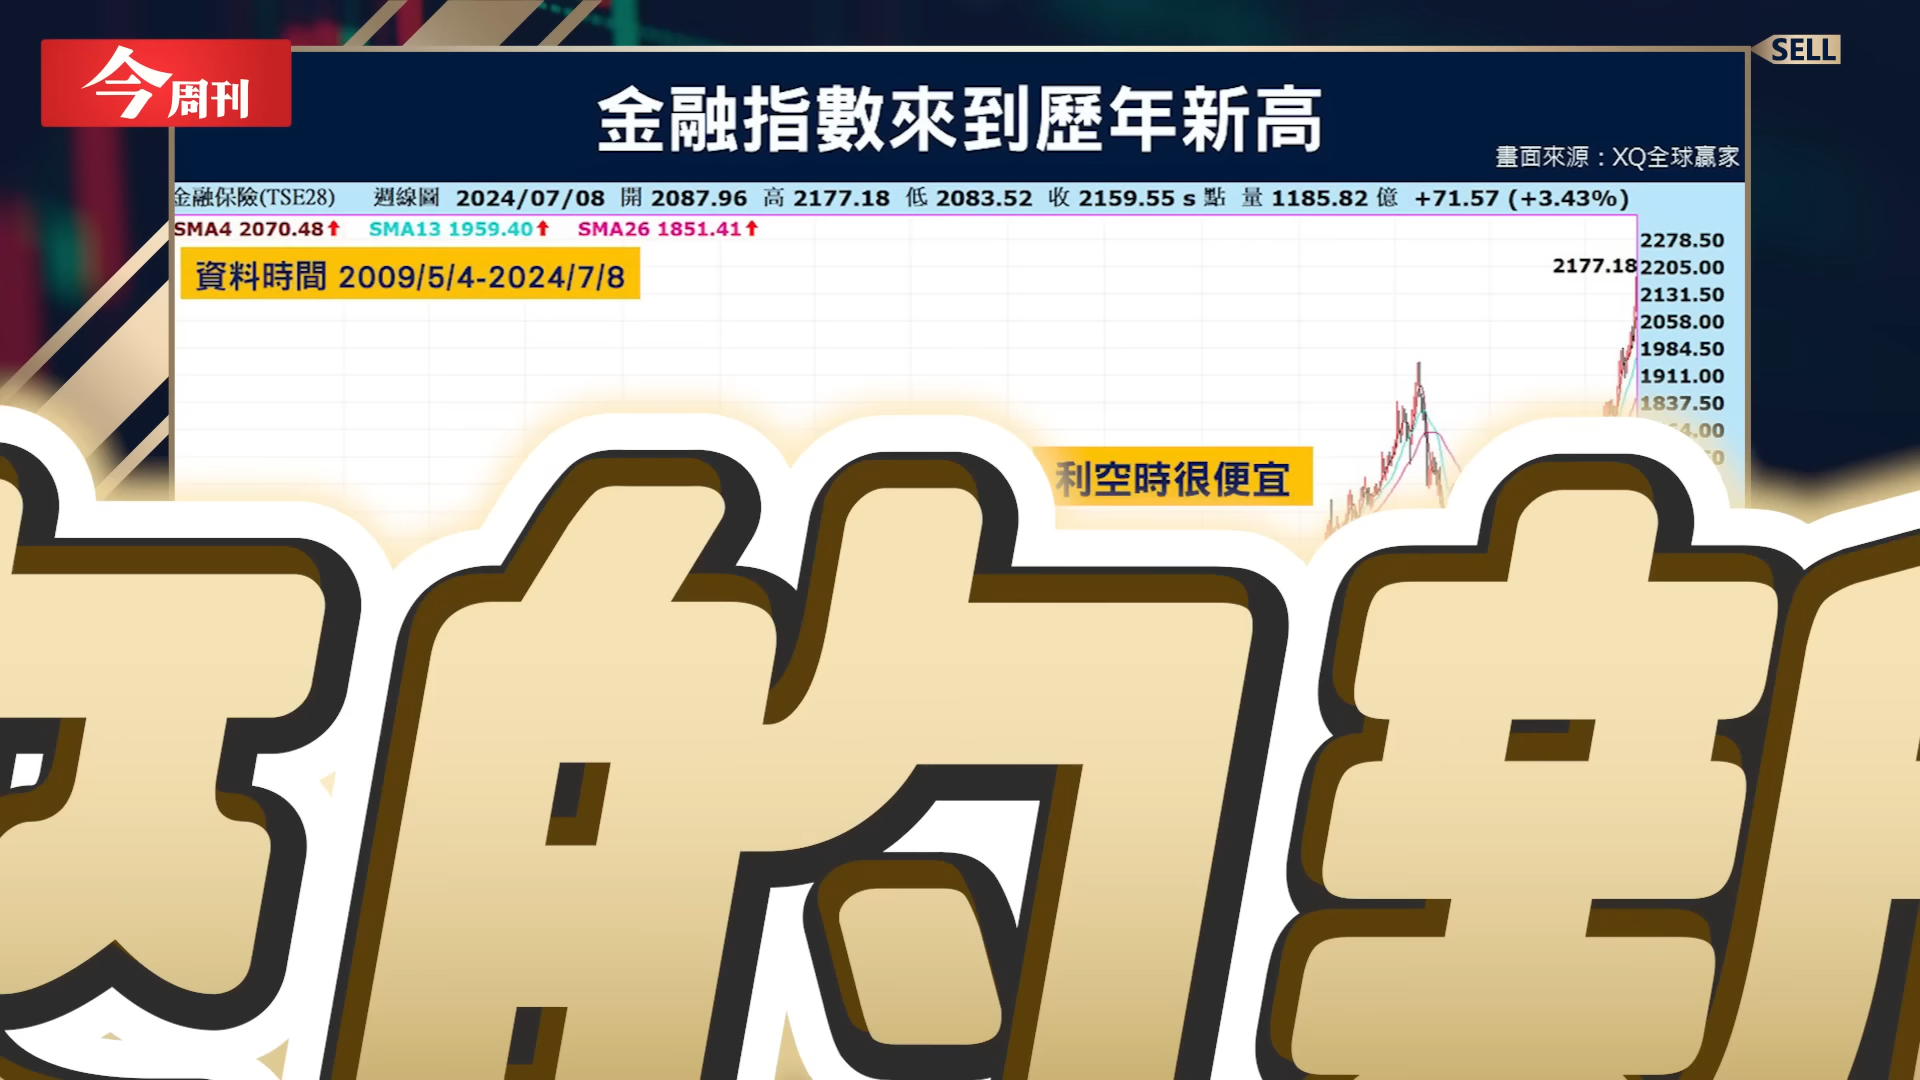 今周刊
SELL
金融指數來到歷年新高
畫面來源：XQ全球贏家
金融保險(TSE28) 週線圖 2024/07/08 開 2087.96 高 2177.18 低 2083.52 收 2159.55 s 點 量 1185.82 億 +71.57 (+3.43%)
SMA4 2070.48↑ SMA13 1959.40↑ SMA26 1851.41↑
資料時間 2009/5/4-2024/7/8
2278.50
2177.18
2205.00
2131.50
2058.00
1984.50
1911.00
1837.50
利空時很便宜
的新